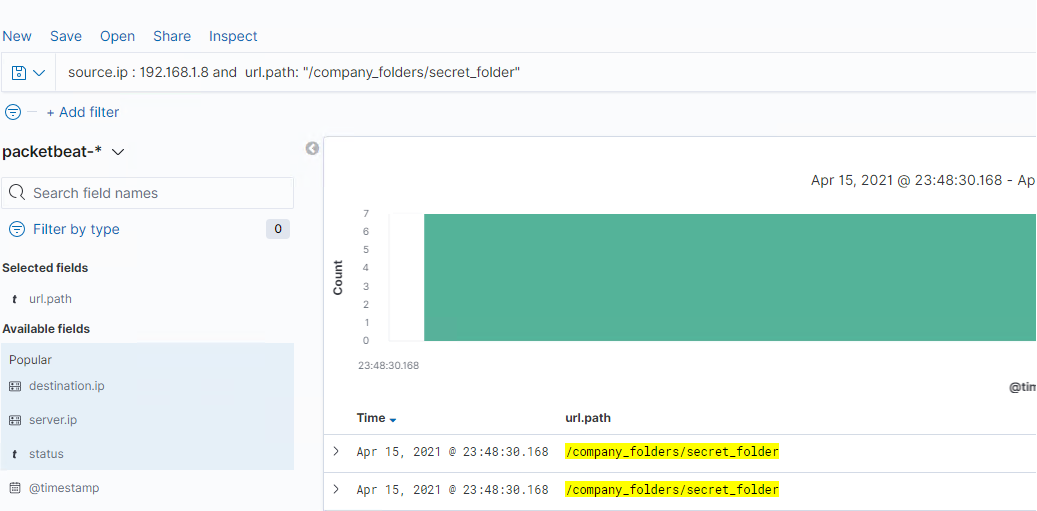 New Save Open Share Inspect
source.ip : 192.168.1.8 and url.path: "/company_folders/secret_folder"
+ Add filter
packetbeat-*
Search field names
Filter by type 0
Selected fields
t url.path
Available fields
Popular
destination.ip
server.ip
t status
@timestamp
Apr 15, 2021 @ 23:48:30.168 - Ap
Count
7
6
5
4
3
2
1
0
23:48:30.168
@tim
Time url.path
Apr 15, 2021 @ 23:48:30.168 /company_folders/secret_folder
Apr 15, 2021 @ 23:48:30.168 /company_folders/secret_folder